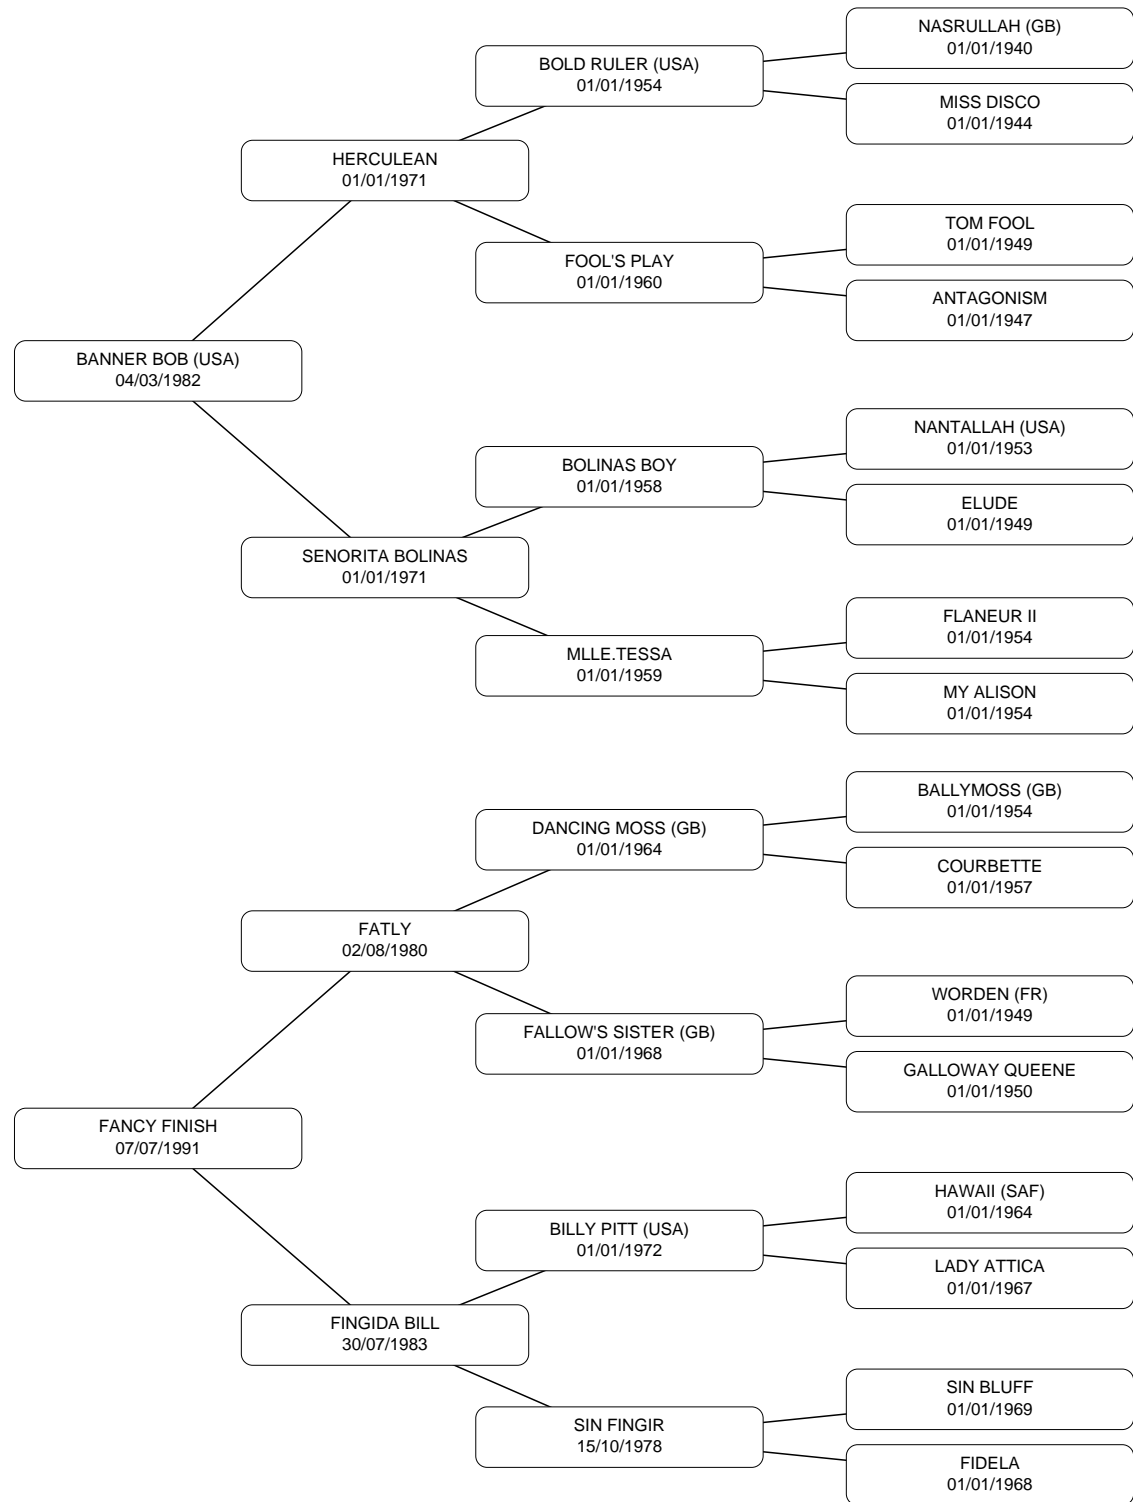 NASRULLAH (GB)
01/01/1940
BOLD RULER (USA)
01/01/1954
MISS DISCO
01/01/1944
HERCULEAN
01/01/1971
TOM FOOL
01/01/1949
FOOL'S PLAY
01/01/1960
ANTAGONISM
01/01/1947
BANNER BOB (USA)
04/03/1982
NANTALLAH (USA)
01/01/1953
BOLINAS BOY
01/01/1958
ELUDE
01/01/1949
SENORITA BOLINAS
01/01/1971
FLANEUR II
01/01/1954
MLLE.TESSA
01/01/1959
MY ALISON
01/01/1954
BALLYMOSS (GB)
01/01/1954
DANCING MOSS (GB)
01/01/1964
COURBETTE
01/01/1957
FATLY
02/08/1980
WORDEN (FR)
01/01/1949
FALLOW'S SISTER (GB)
01/01/1968
GALLOWAY QUEENE
01/01/1950
FANCY FINISH
07/07/1991
HAWAII (SAF)
01/01/1964
BILLY PITT (USA)
01/01/1972
LADY ATTICA
01/01/1967
FINGIDA BILL
30/07/1983
SIN BLUFF
01/01/1969
SIN FINGIR
15/10/1978
FIDELA
01/01/1968